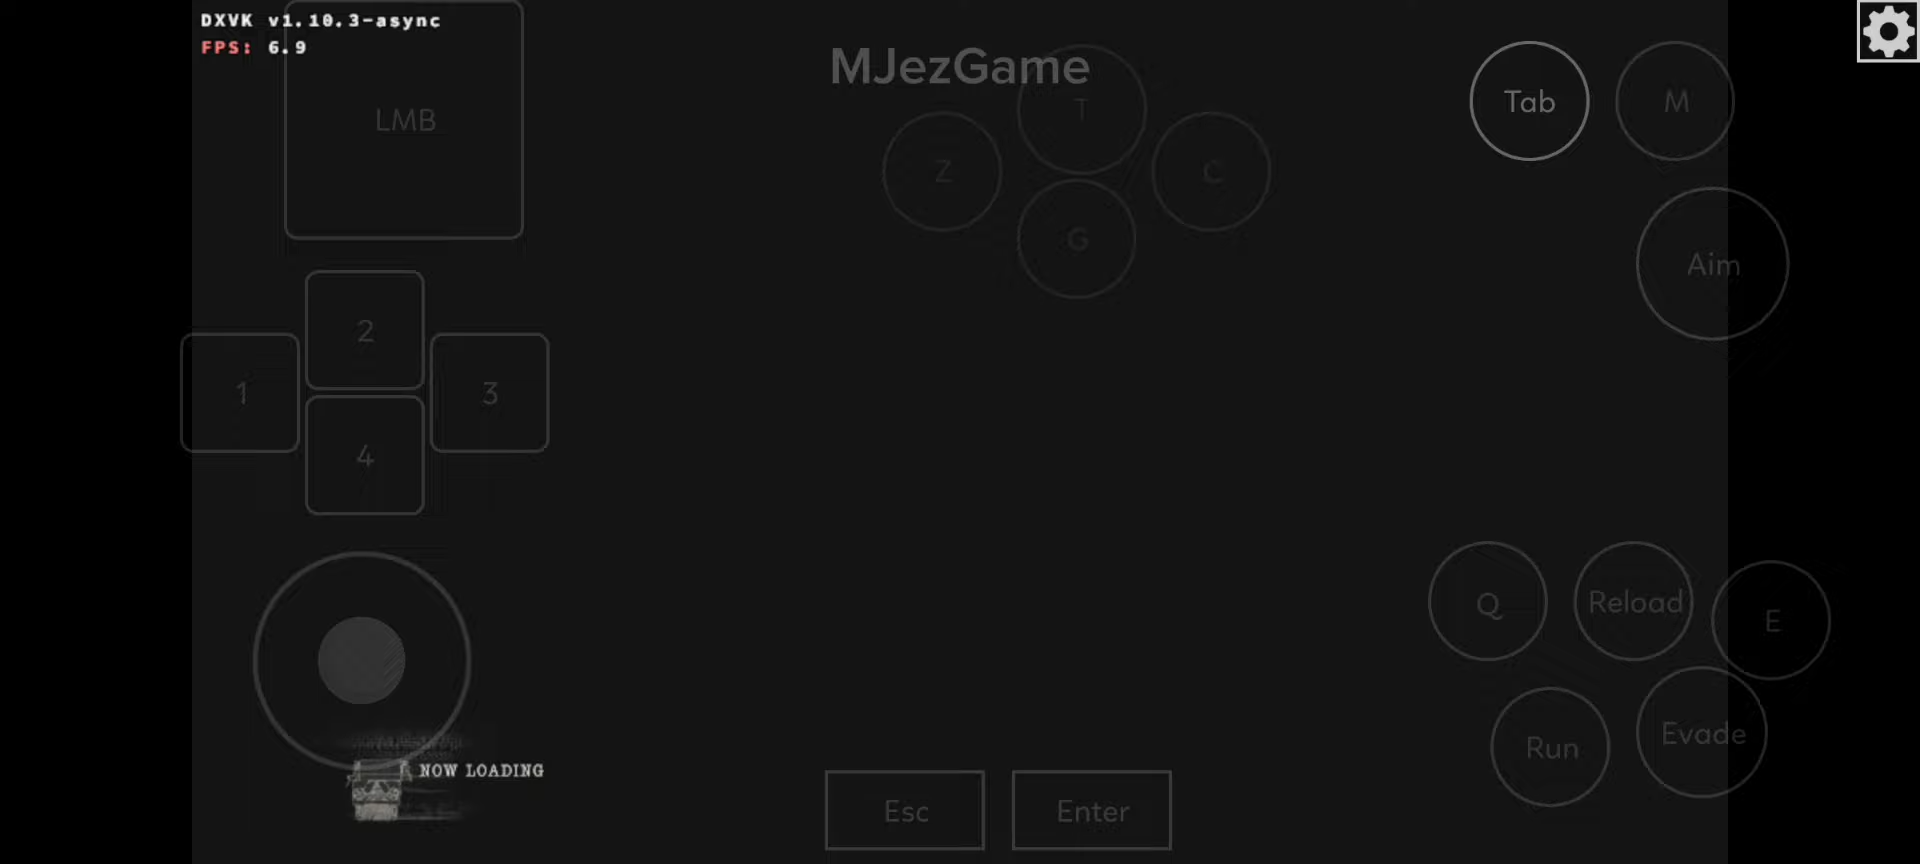 DXVK v1.10.3-async
FPS: 6.9
MJezGame
LMB
T
Z
C
G
Tab
M
Aim
2
1
3
4
Q
Reload
E
Run
Evade
NOW LOADING
Esc
Enter